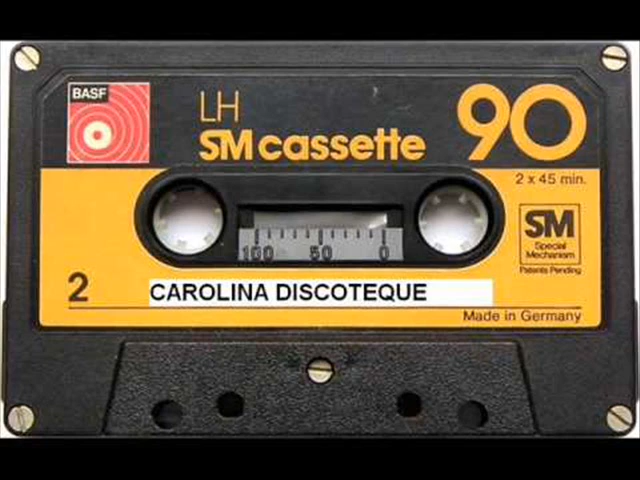 BASF
LH
SM cassette
90
2 x 45 min.
100 50 0
SM
Special
Mechanism
Patents Pending
2
CAROLINA DISCOTEQUE
Made in Germany